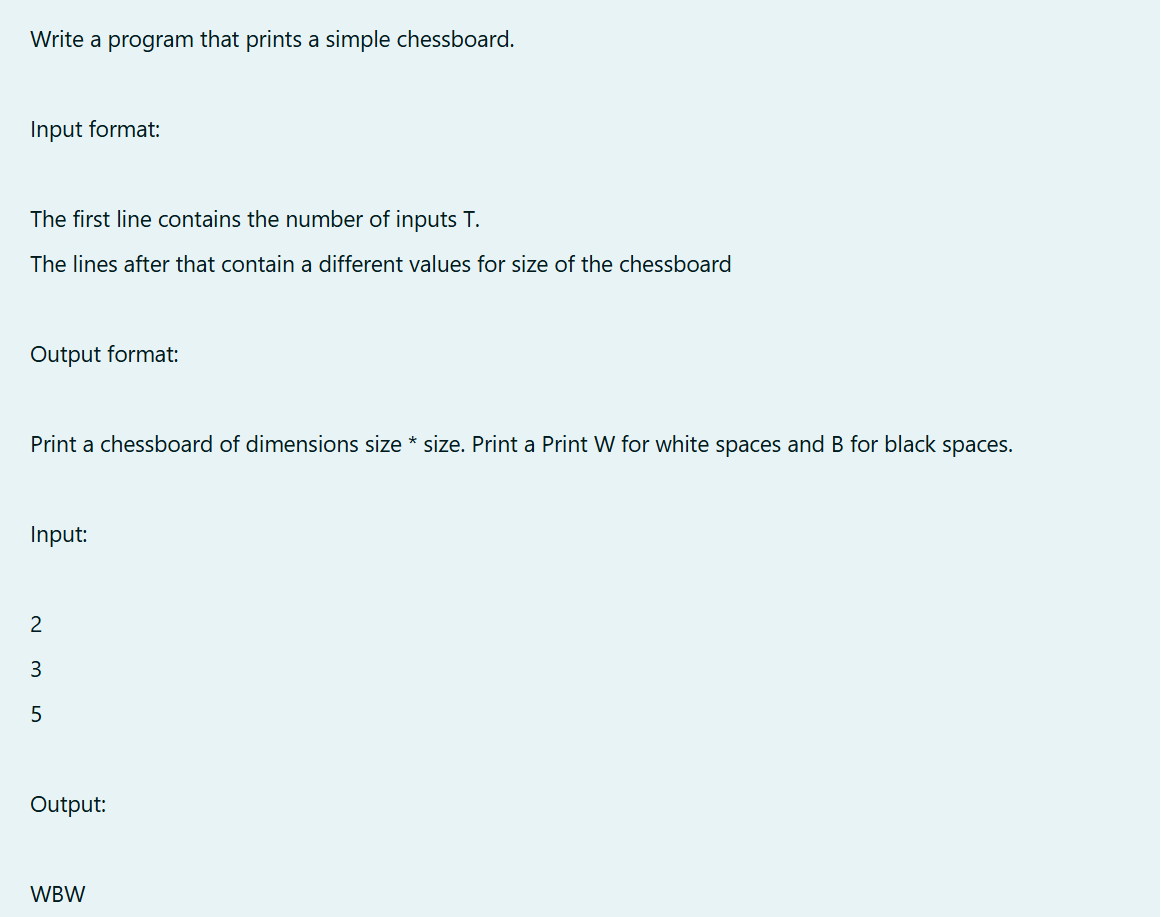 Write a program that prints a simple chessboard.
Input format:
The first line contains the number of inputs T.
The lines after that contain a different values for size of the chessboard
Output format:
Print a chessboard of dimensions size * size. Print a Print W for white spaces and B for black spaces.
Input:
2
3
5
Output:
WBW